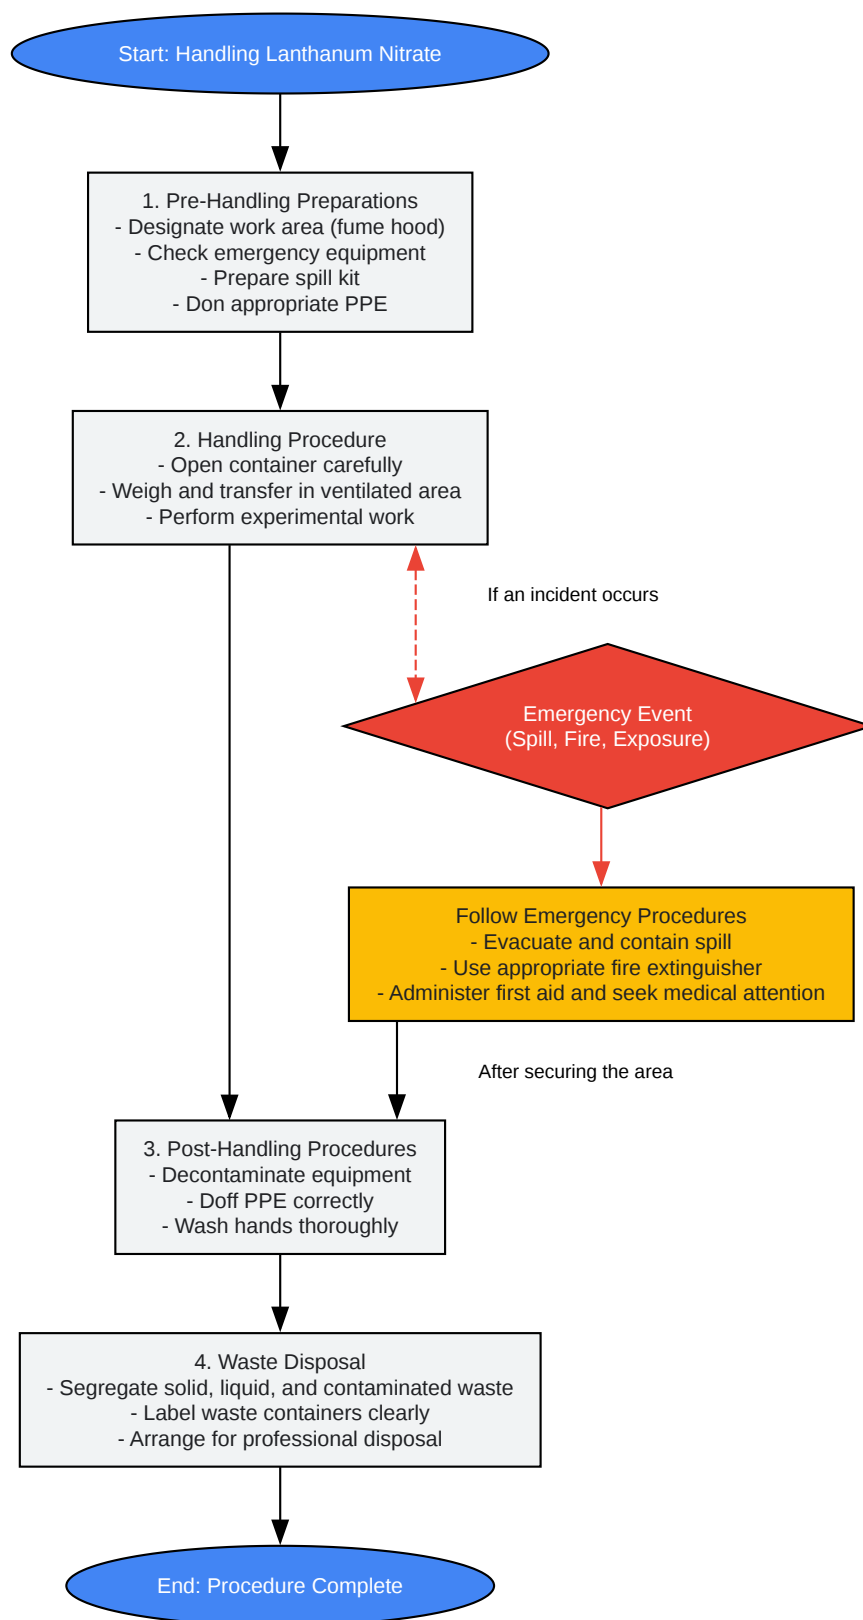 Start: Handling Lanthanum Nitrate
1. Pre-Handling Preparations
- Designate work area (fume hood)
- Check emergency equipment
- Prepare spill kit
- Don appropriate PPE
2. Handling Procedure
- Open container carefully
- Weigh and transfer in ventilated area
- Perform experimental work
If an incident occurs
Emergency Event
(Spill, Fire, Exposure)
Follow Emergency Procedures
- Evacuate and contain spill
- Use appropriate fire extinguisher
- Administer first aid and seek medical attention
After securing the area
3. Post-Handling Procedures
- Decontaminate equipment
- Doff PPE correctly
- Wash hands thoroughly
4. Waste Disposal
- Segregate solid, liquid, and contaminated waste
- Label waste containers clearly
- Arrange for professional disposal
End: Procedure Complete